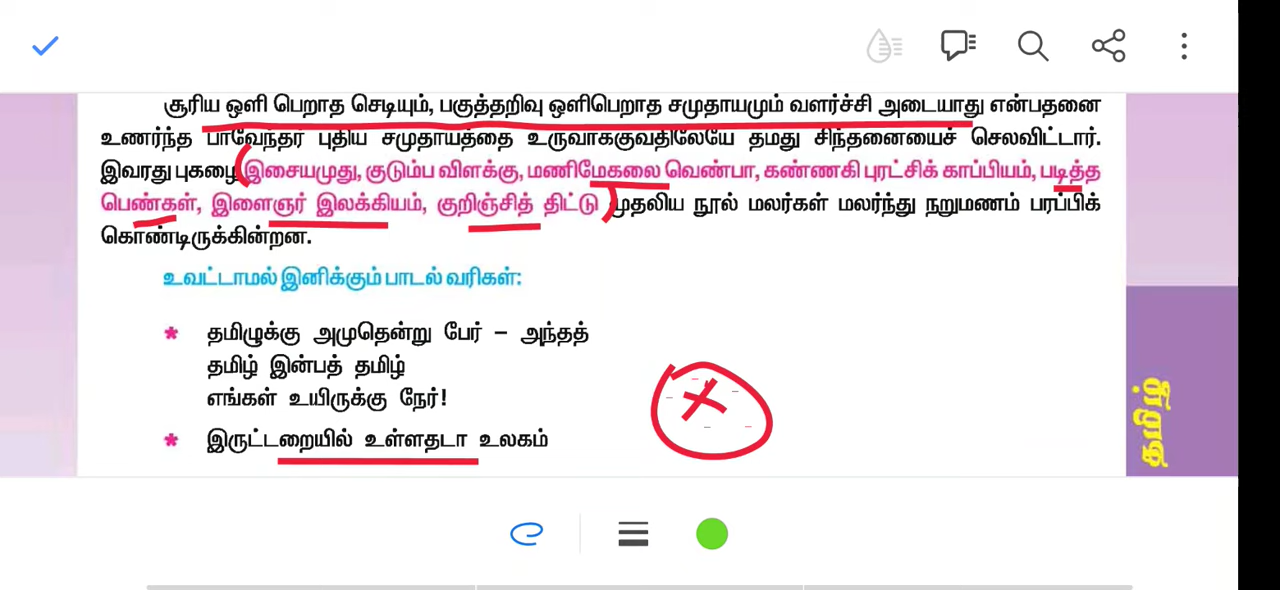 சூரிய ஒளி பெறாத செடியும், பகுத்தறிவு ஒளிபெறாத சமுதாயமும் வளர்ச்சி அடையாது என்பதனை
உணர்ந்த பாவேந்தர் புதிய சமுதாயத்தை உருவாக்குவதிலேயே தமது சிந்தனையைச் செலவிட்டார்.
இவரது புகழை இசையமுது, குடும்ப விளக்கு, மணிமேகலை வெண்பா, கண்ணகி புரட்சிக் காப்பியம், படித்த
பெண்கள், இளைஞர் இலக்கியம், குறிஞ்சித் திட்டு முதலிய நூல் மலர்கள் மலர்ந்து நறுமணம் பரப்பிக்
கொண்டிருக்கின்றன.
உவட்டாமல் இனிக்கும் பாடல் வரிகள்:
* தமிழுக்கு அமுதென்று பேர் – அந்தத்
தமிழ் இன்பத் தமிழ்
எங்கள் உயிருக்கு நேர்!
* இருட்டறையில் உள்ளதடா உலகம்
தமிழ்